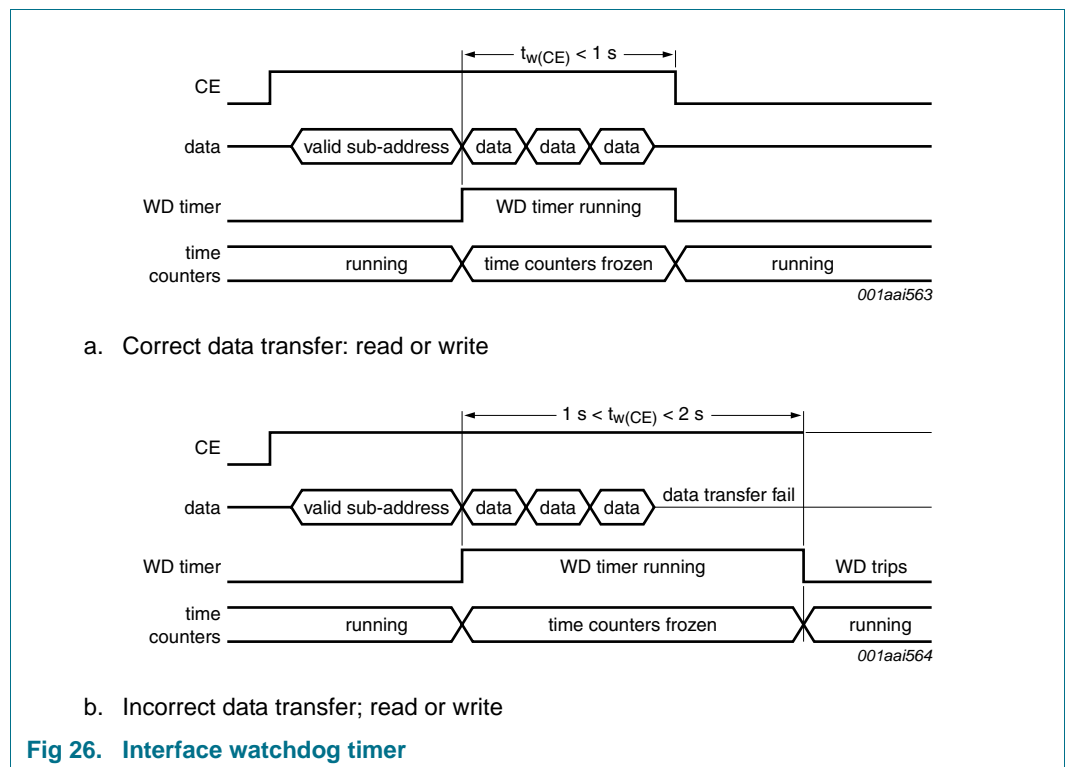 tw(CE) < 1 s
CE
data
valid sub-address
data
data
data
WD timer
WD timer running
time
counters
running
time counters frozen
running
001aai563
a. Correct data transfer: read or write
1 s < tw(CE) < 2 s
CE
data
valid sub-address
data
data
data
data transfer fail
WD timer
WD timer running
WD trips
time
counters
running
time counters frozen
running
001aai564
b. Incorrect data transfer; read or write
Fig 26. Interface watchdog timer